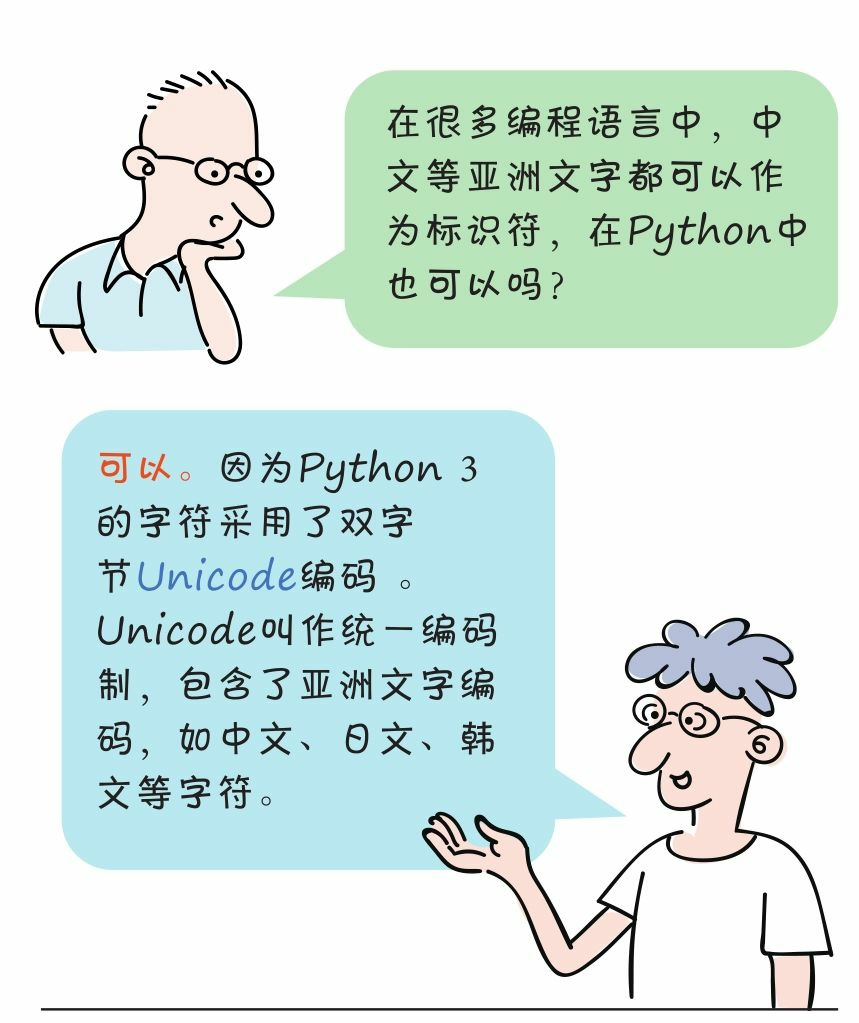 在很多编程语言中，中
文等亚洲文字都可以作
为标识符，在Python中
也可以吗？
可以。因为Python 3
的字符采用了双字
节Unicode编码 。
Unicode叫作统一编码
制，包含了亚洲文字编
码，如中文、日文、韩
文等字符。